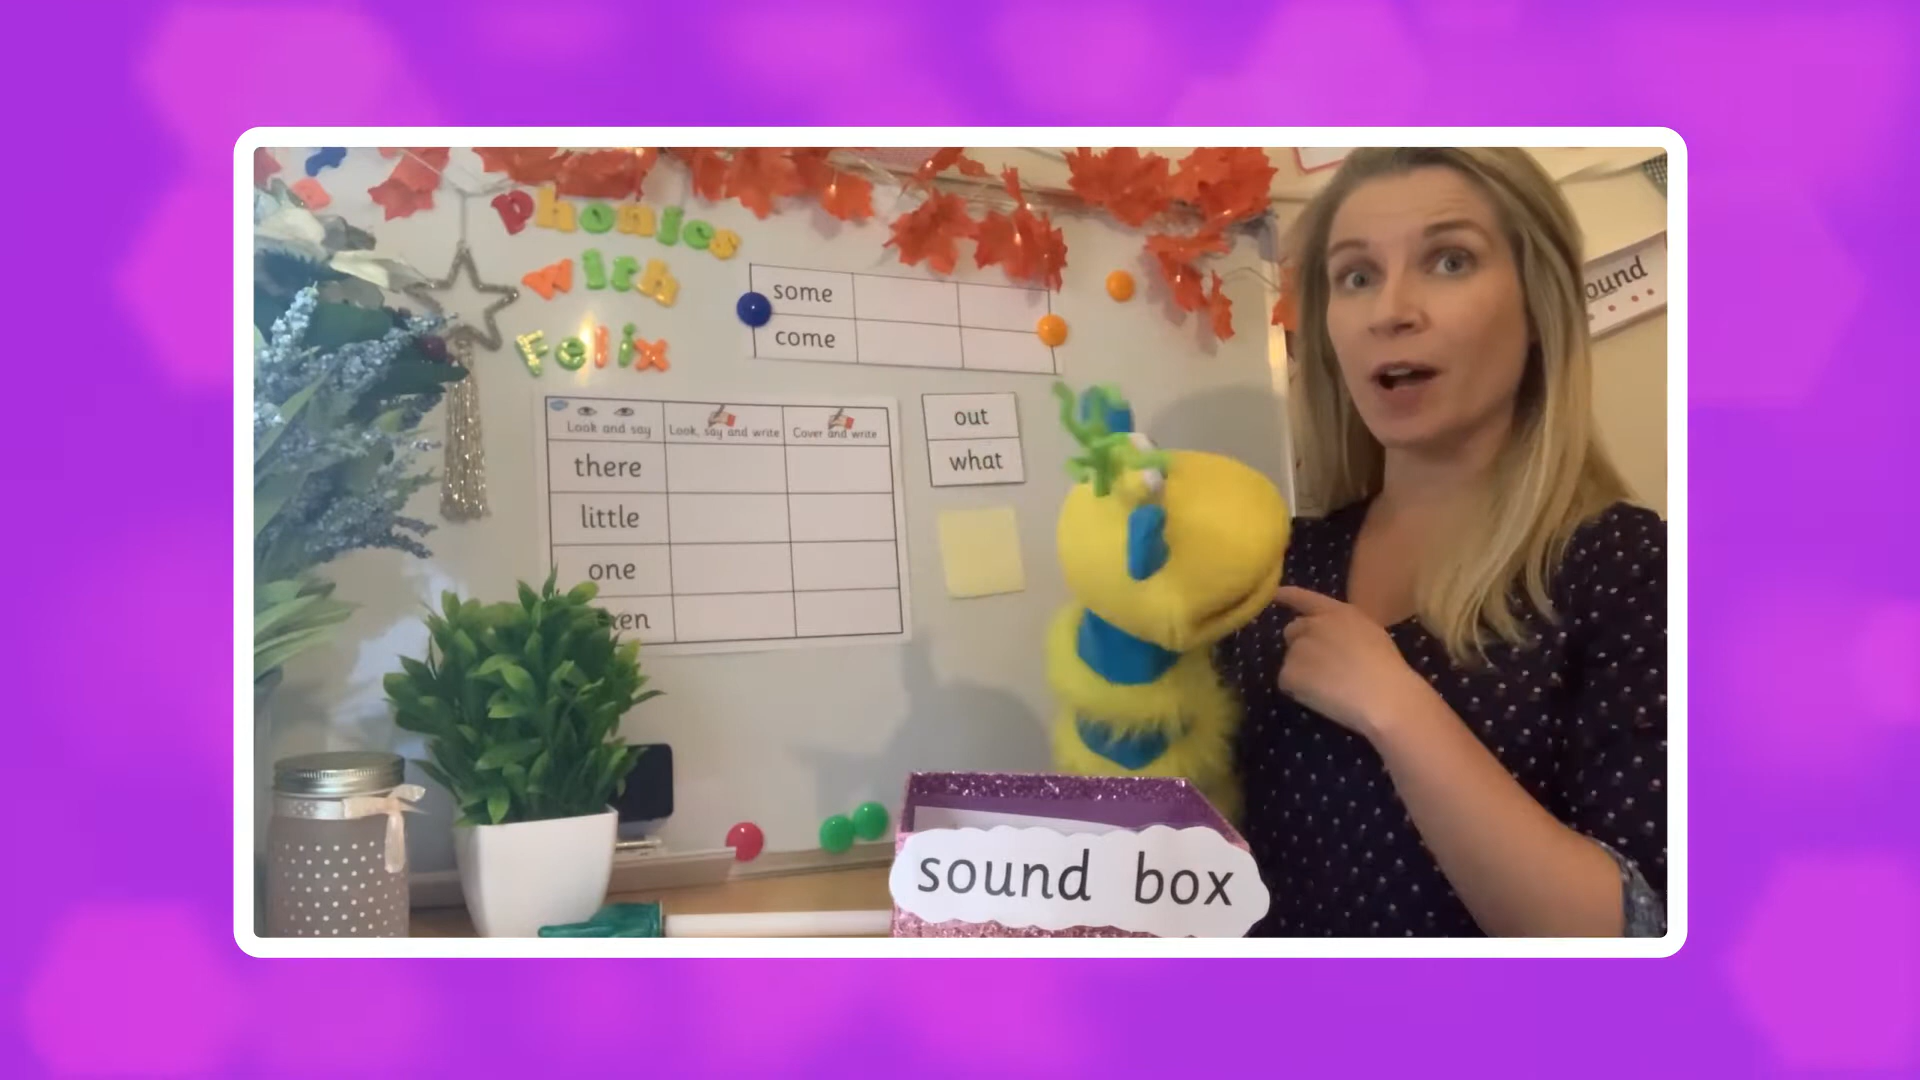 Phonics
with
Felix
some
come
Look and say
Look, say and write
Cover and write
there
little
one
out
what
sound box